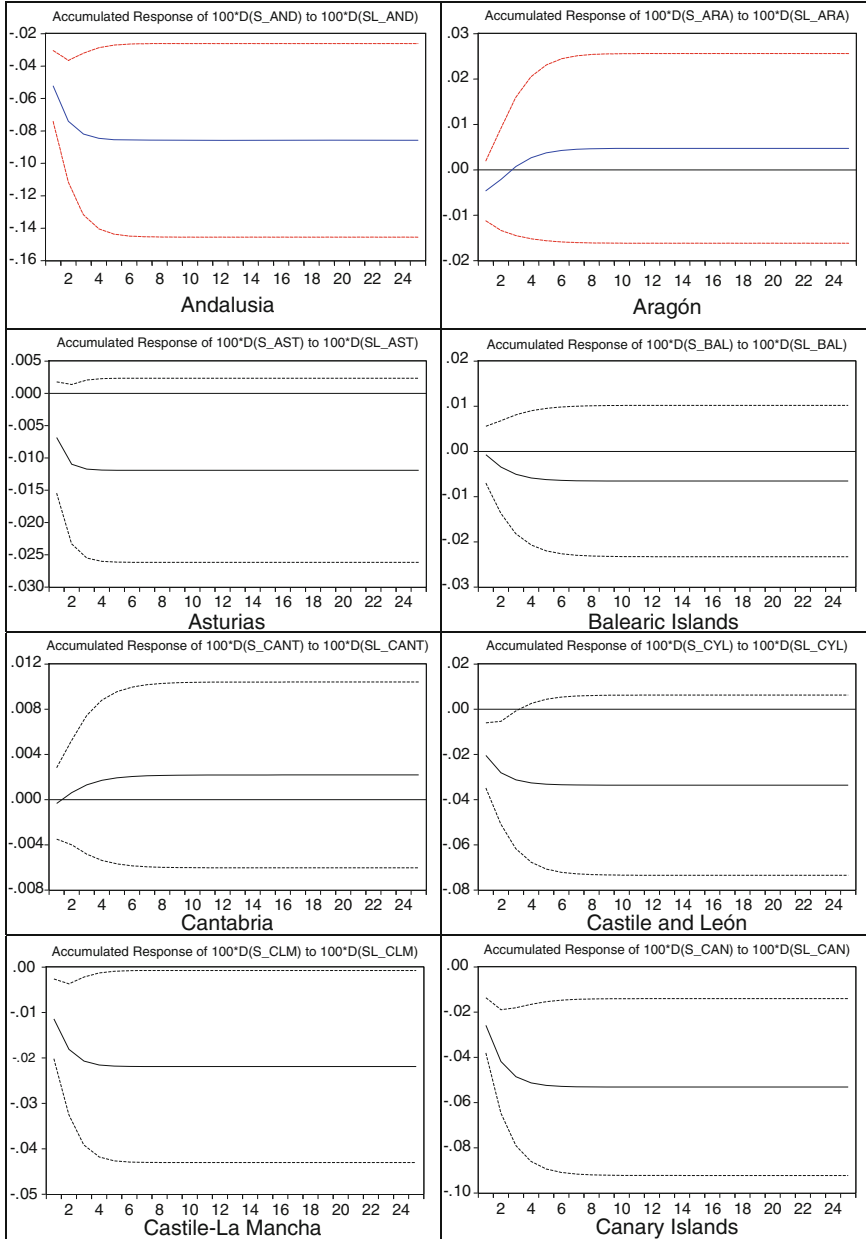 Accumulated Response of 100*D(S_AND) to 100*D(SL_AND)
-.02
-.04
-.06
-.08
-.10
-.12
-.14
-.16
2 4 6 8 10 12 14 16 18 20 22 24
Andalusia
Accumulated Response of 100*D(S_ARA) to 100*D(SL_ARA)
.03
.02
.01
.00
-.01
-.02
2 4 6 8 10 12 14 16 18 20 22 24
Aragón
Accumulated Response of 100*D(S_AST) to 100*D(SL_AST)
.005
.000
-.005
-.010
-.015
-.020
-.025
-.030
2 4 6 8 10 12 14 16 18 20 22 24
Asturias
Accumulated Response of 100*D(S_BAL) to 100*D(SL_BAL)
.02
.01
.00
-.01
-.02
-.03
2 4 6 8 10 12 14 16 18 20 22 24
Balearic Islands
Accumulated Response of 100*D(S_CANT) to 100*D(SL_CANT)
.012
.008
.004
.000
-.004
-.008
2 4 6 8 10 12 14 16 18 20 22 24
Cantabria
Accumulated Response of 100*D(S_CYL) to 100*D(SL_CYL)
.02
.00
-.02
-.04
-.06
-.08
2 4 6 8 10 12 14 16 18 20 22 24
Castile and León
Accumulated Response of 100*D(S_CLM) to 100*D(SL_CLM)
.00
-.01
-.02
-.03
-.04
-.05
2 4 6 8 10 12 14 16 18 20 22 24
Castile-La Mancha
Accumulated Response of 100*D(S_CAN) to 100*D(SL_CAN)
.00
-.02
-.04
-.06
-.08
-.10
2 4 6 8 10 12 14 16 18 20 22 24
Canary Islands